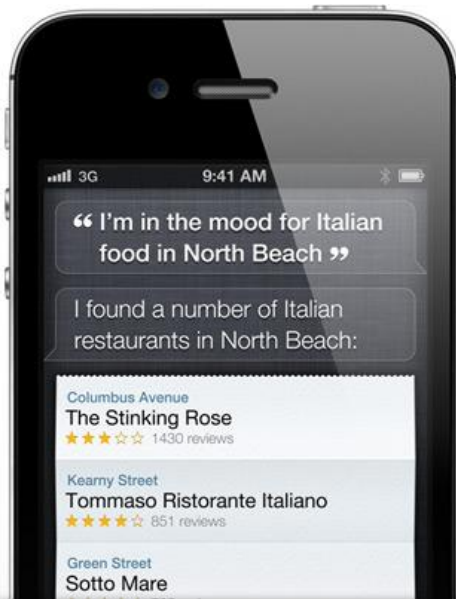 3G 9:41 AM
“ I’m in the mood for Italian
food in North Beach ”
I found a number of Italian
restaurants in North Beach:
Columbus Avenue
The Stinking Rose
1430 reviews
Kearny Street
Tommaso Ristorante Italiano
851 reviews
Green Street
Sotto Mare